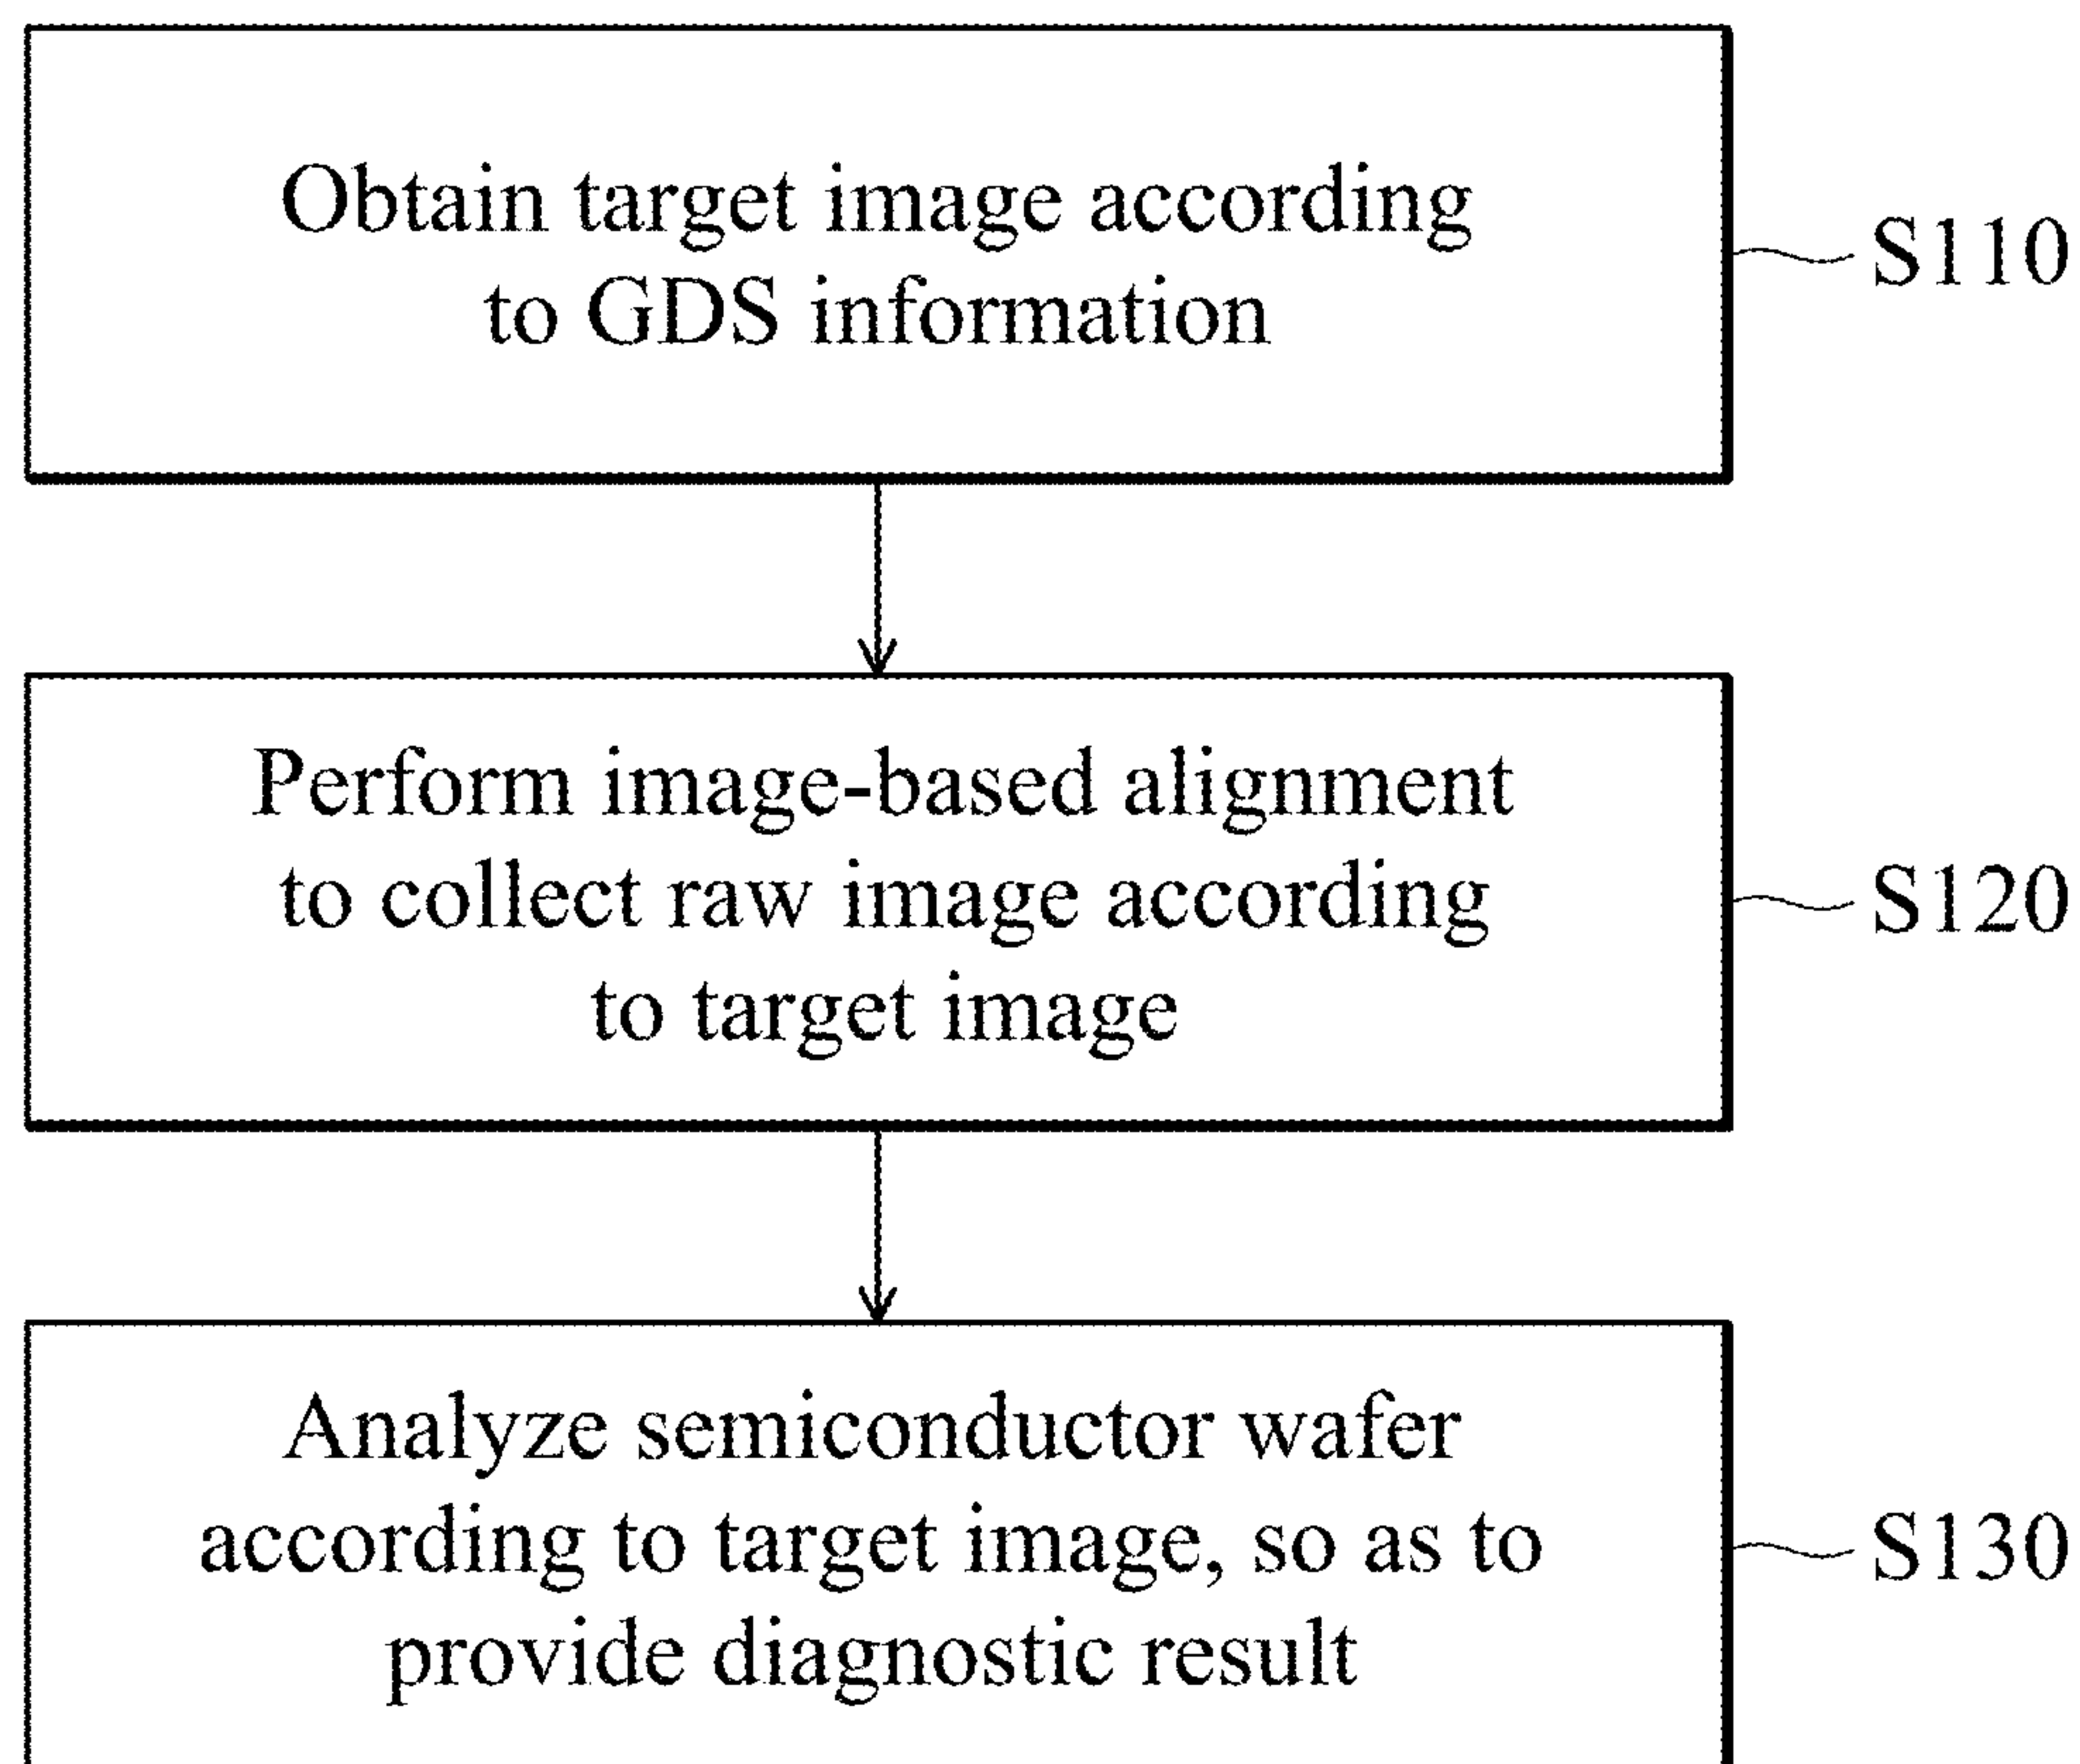 Obtain target image according
to GDS information
S110
Perform image-based alignment
to collect raw image according
to target image
S120
Analyze semiconductor wafer
according to target image, so as to
provide diagnostic result
S130